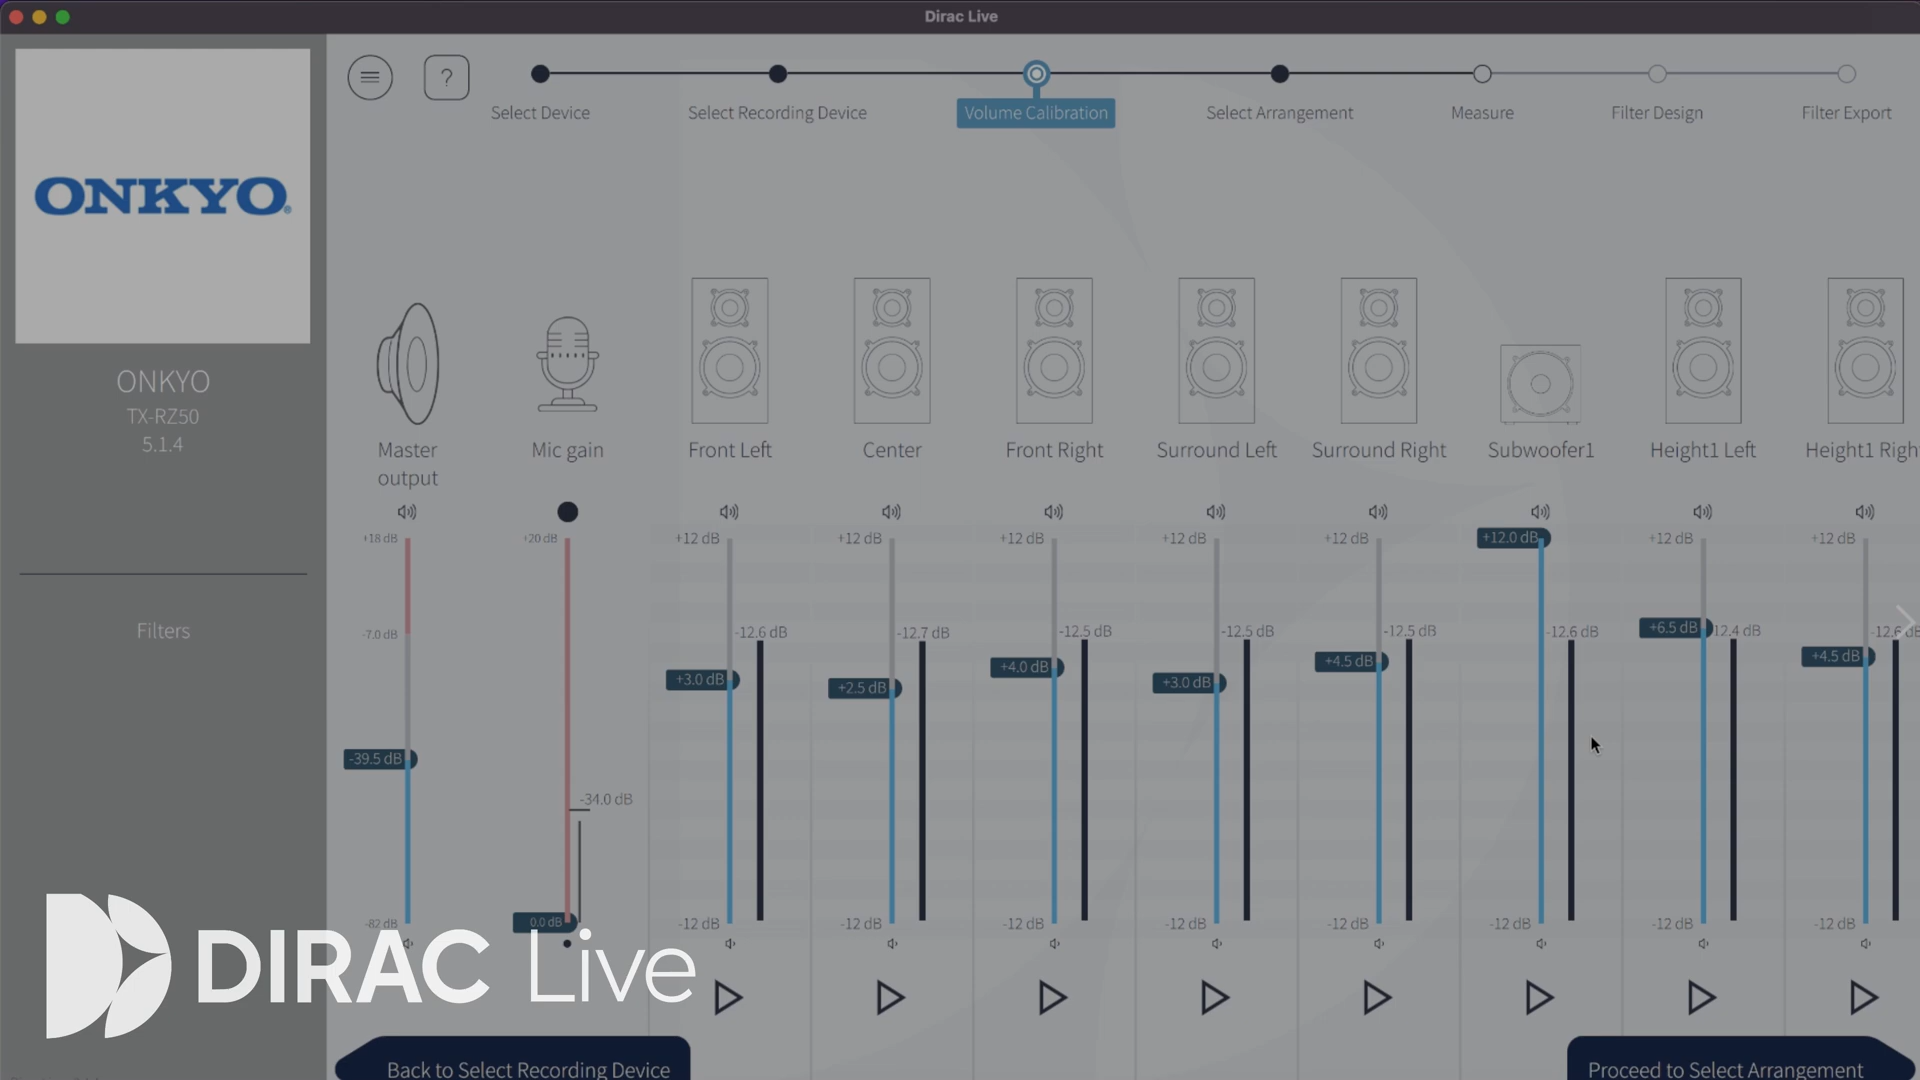 Dirac Live
ONKYO
Select Device
Select Recording Device
Volume Calibration
Select Arrangement
Measure
Filter Design
Filter Export
ONKYO
TX-RZ50
5.1.4
Filters
Master
output
Mic gain
Front Left
Center
Front Right
Surround Left
Surround Right
Subwoofer1
Height1 Left
Height1 Righ
+18 dB
+20 dB
+12 dB
+12 dB
+12 dB
+12 dB
+12 dB
+12.0 dB
+12 dB
+12 dB
-7.0 dB
-12.6 dB
-12.7 dB
-12.5 dB
-12.5 dB
-12.5 dB
-12.6 dB
+6.5 dB
12.4 dB
-12.6 dB
+3.0 dB
+2.5 dB
+4.0 dB
+3.0 dB
+4.5 dB
+4.5 dB
-39.5 dB
-34.0 dB
-82 dB
0.0 dB
-12 dB
-12 dB
-12 dB
-12 dB
-12 dB
-12 dB
-12 dB
-12 dB
DIRAC Live
Back to Select Recording Device
Proceed to Select Arrangement